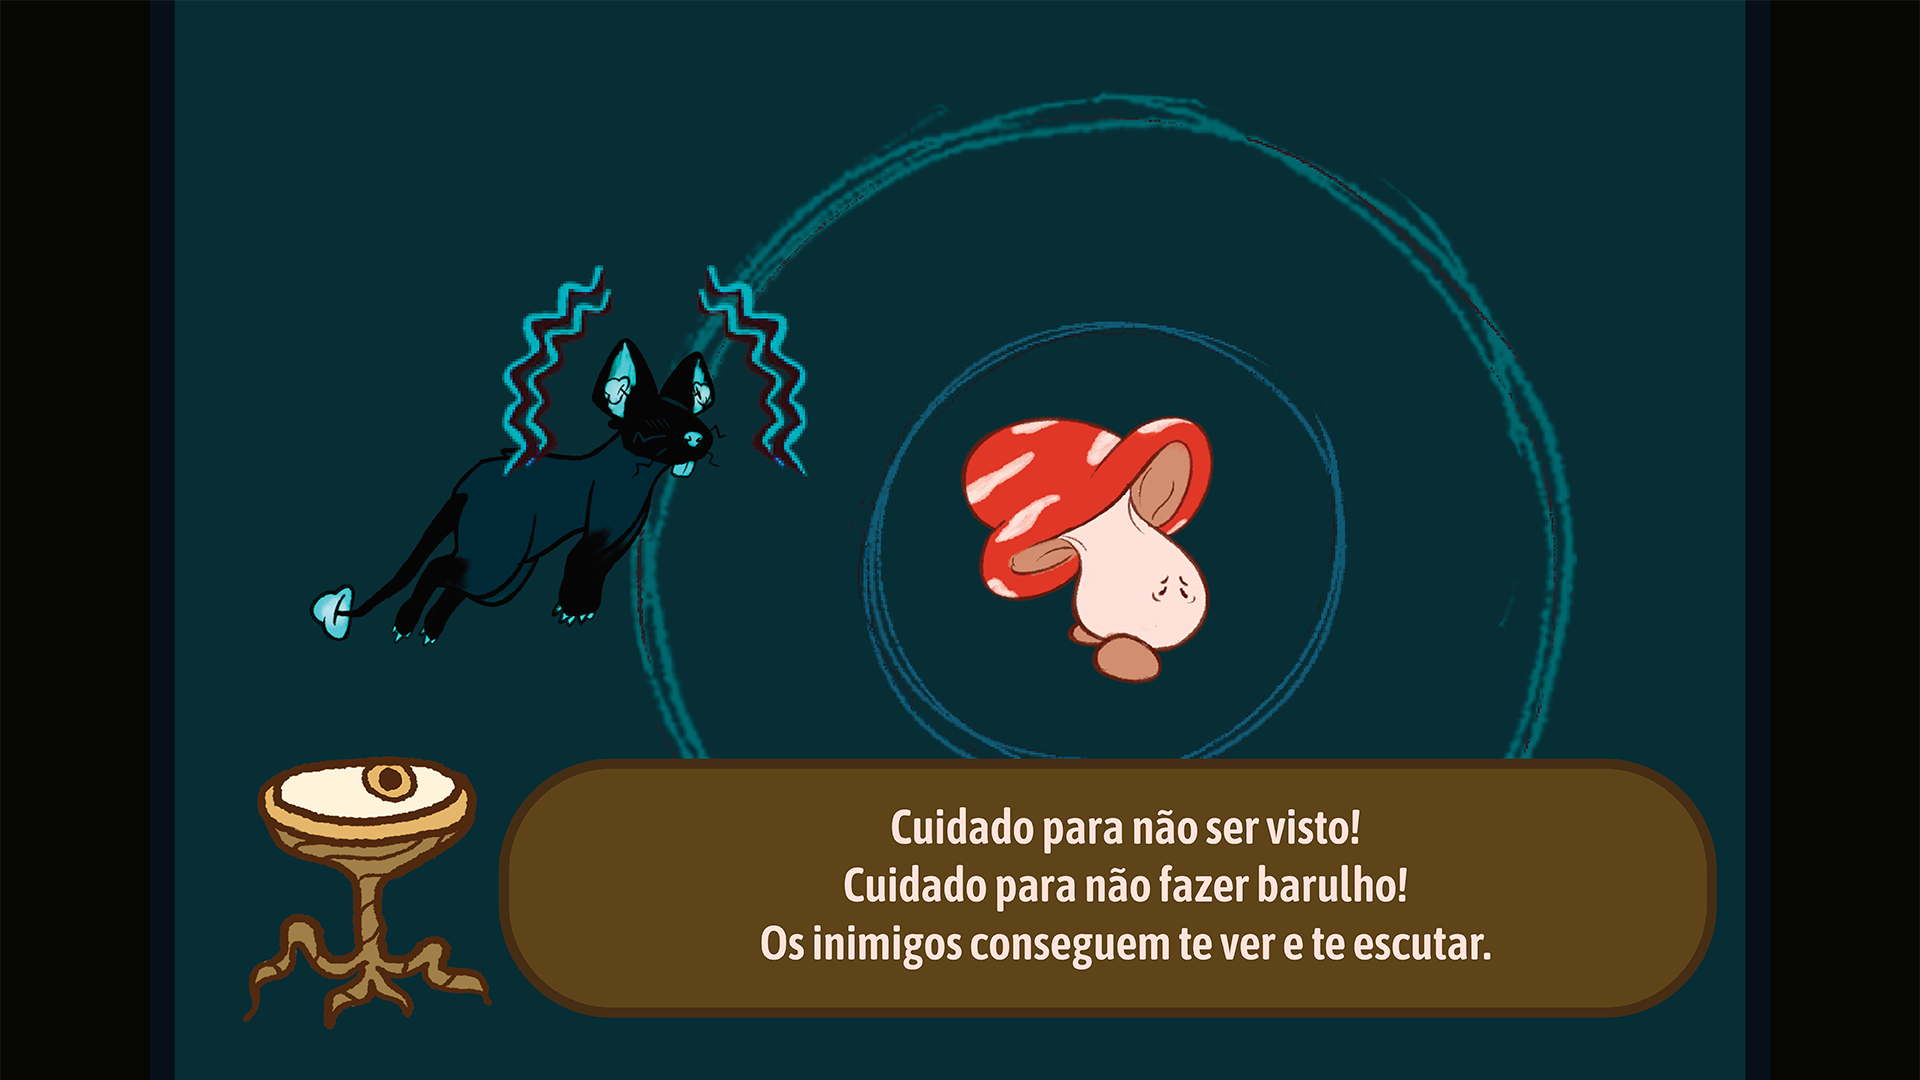 Cuidado para não ser visto!
Cuidado para não fazer barulho!
Os inimigos conseguem te ver e te escutar.